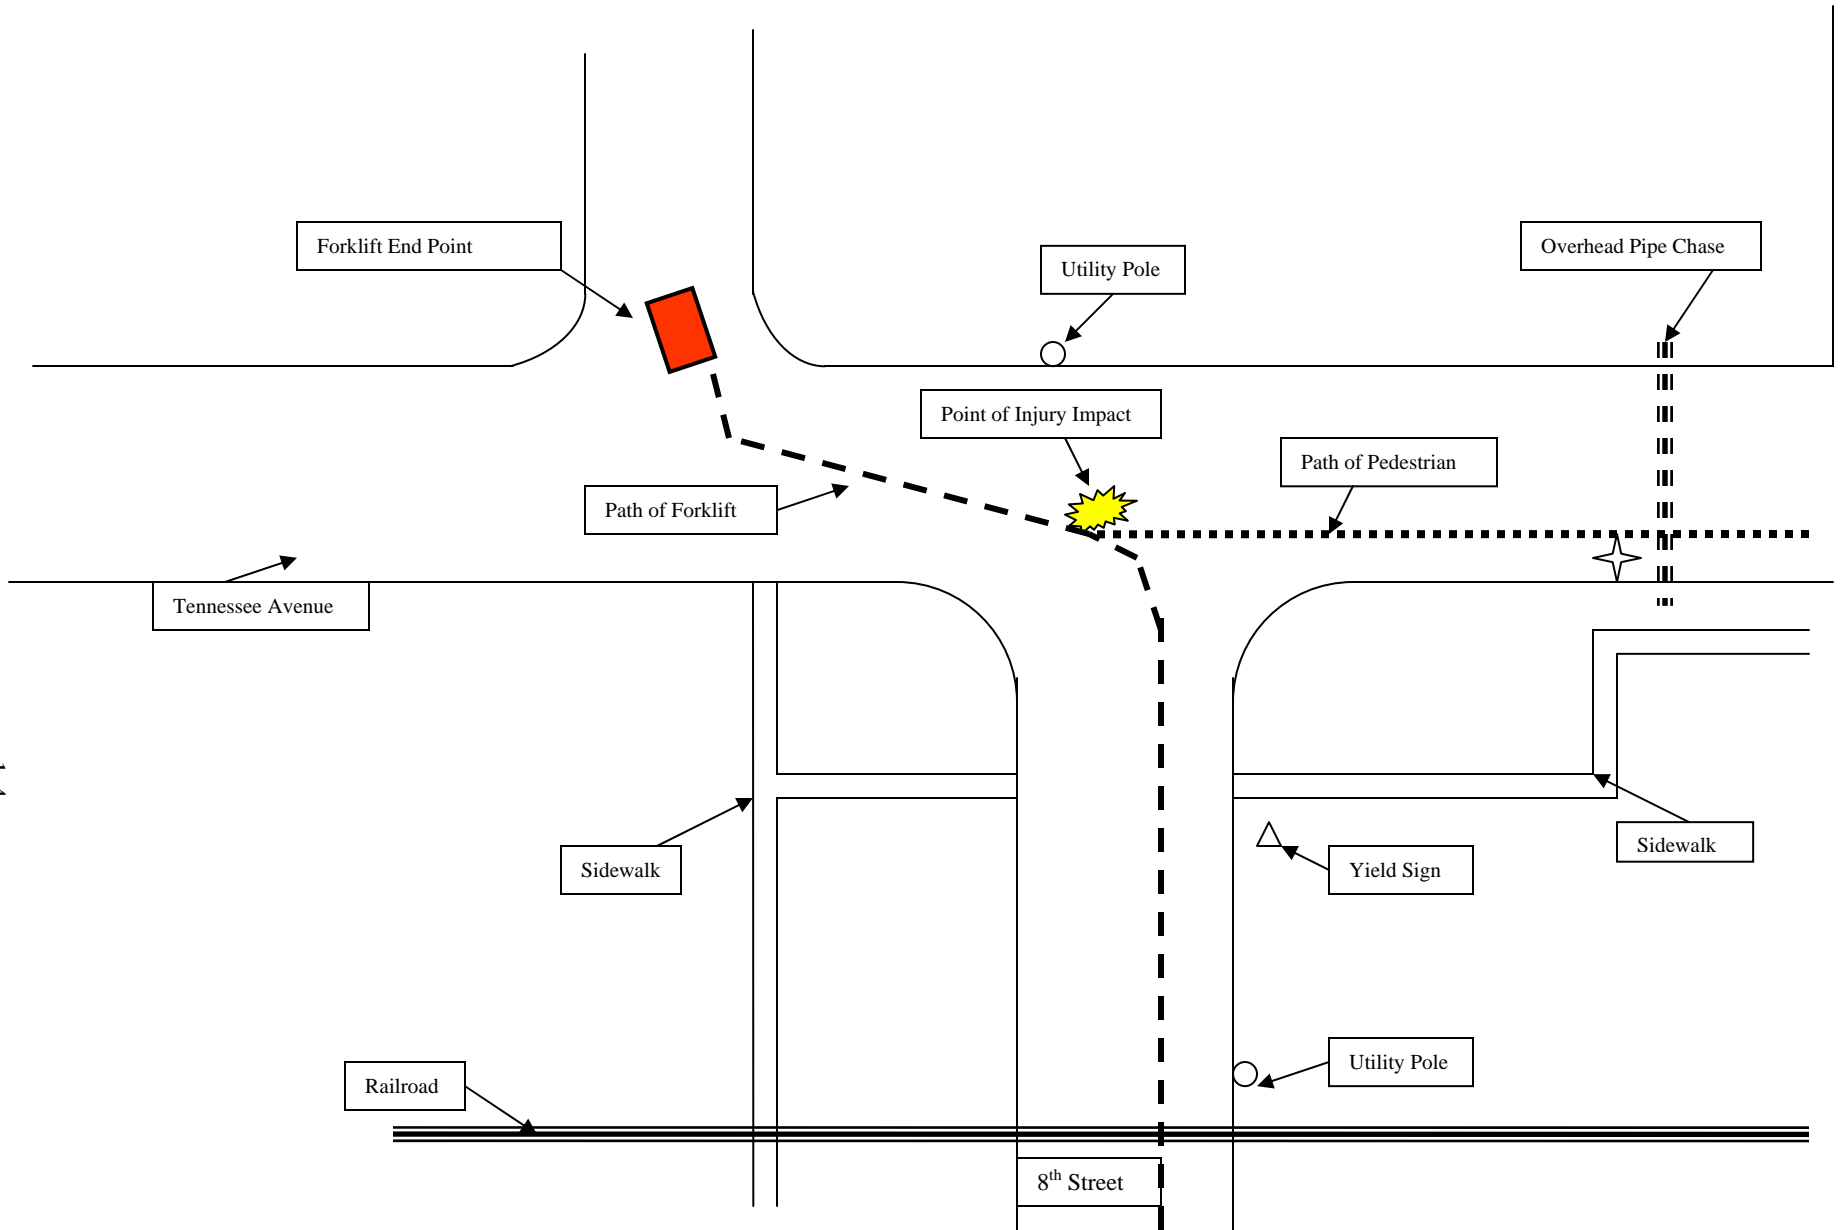 Forklift End Point
Overhead Pipe Chase
Utility Pole
Point of Injury Impact
Path of Pedestrian
Path of Forklift
Tennessee Avenue
Sidewalk
Sidewalk
Yield Sign
Utility Pole
Railroad
8th Street